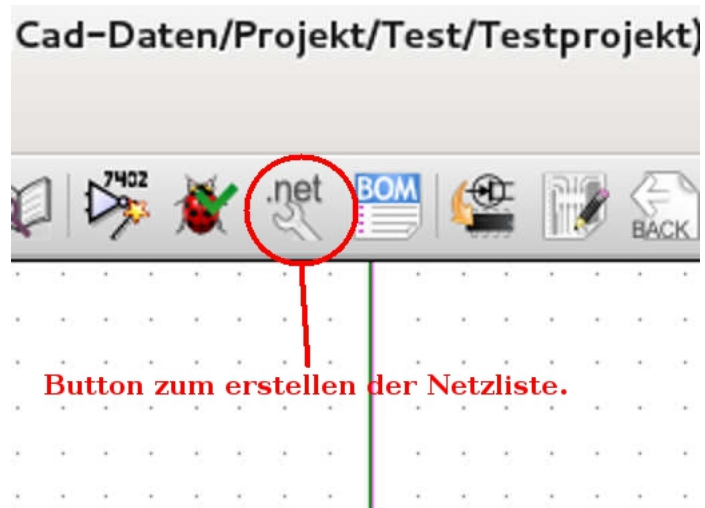 Cad-Daten/Projekt/Test/Testprojekt)
7402
.net
BOM
BACK
Button zum erstellen der Netzliste.